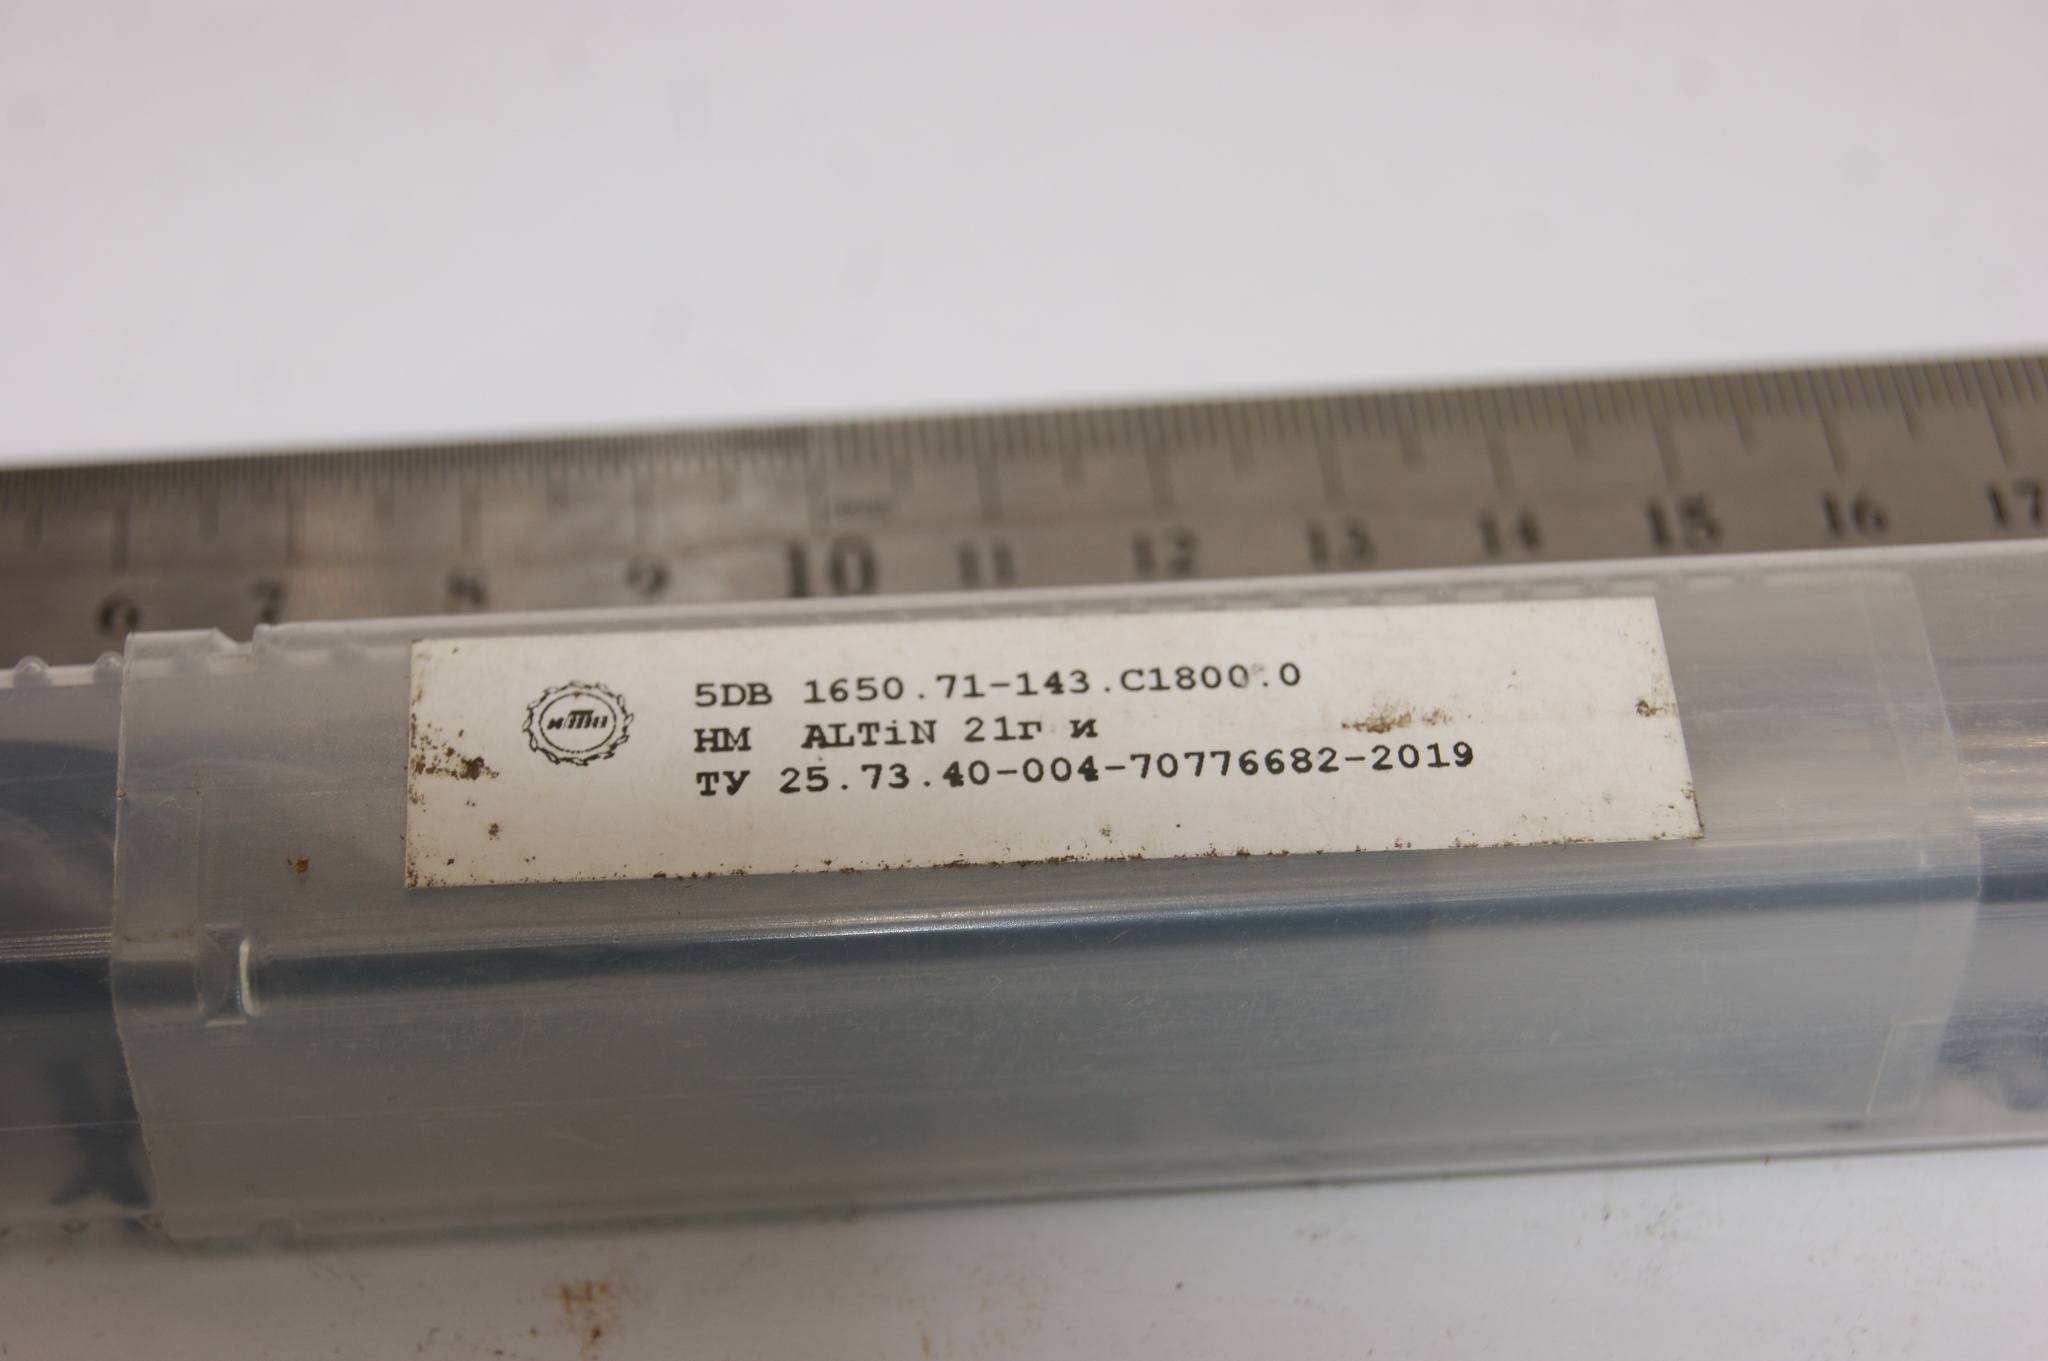 6 7 8 9 10 11 12 13 14 15 16 17
5DB 1650.71-143.C1800.0
НМ ALTiN 21г и
ТУ 25.73.40-004-70776682-2019